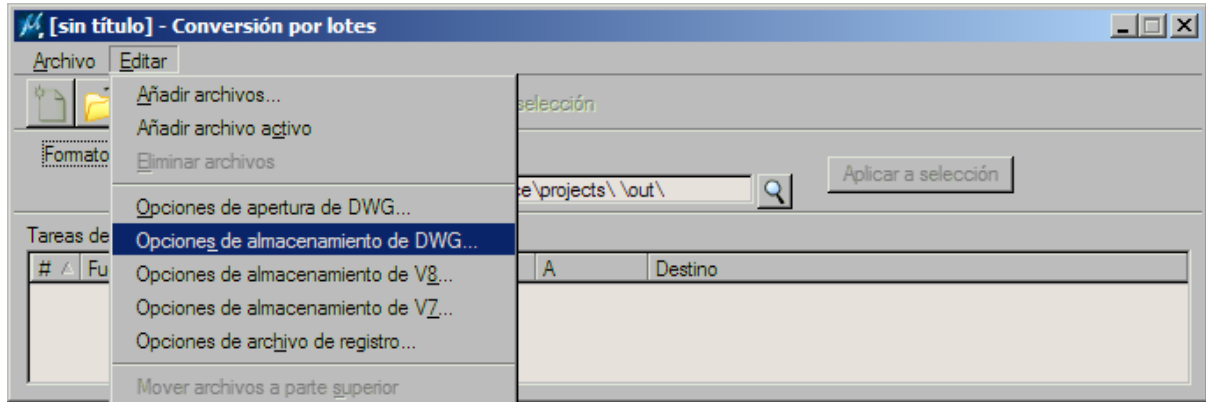 [sin título] - Conversión por lotes
Archivo Editar
Añadir archivos...
selección
Añadir archivo activo
Formato
Eliminar archivos
Aplicar a selección
ce\projects\ \out\
Opciones de apertura de DWG...
Tareas de
Opciones de almacenamiento de DWG...
# Fu A Destino
Opciones de almacenamiento de V8...
Opciones de almacenamiento de V7...
Opciones de archivo de registro...
Mover archivos a parte superior